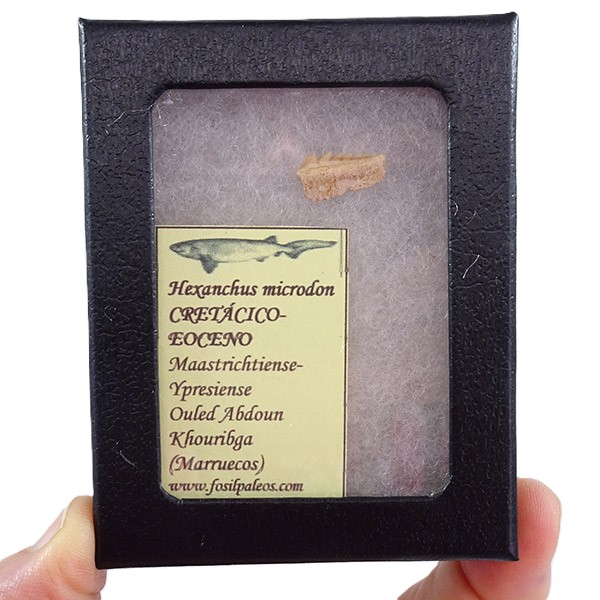 Hexanchus microdon
CRETÁCICO-
EOCENO
Maastrichtiense-
Ypresiense
Ouled Abdoun
Khouribga
(Marruecos)
www.fosilpaleos.com